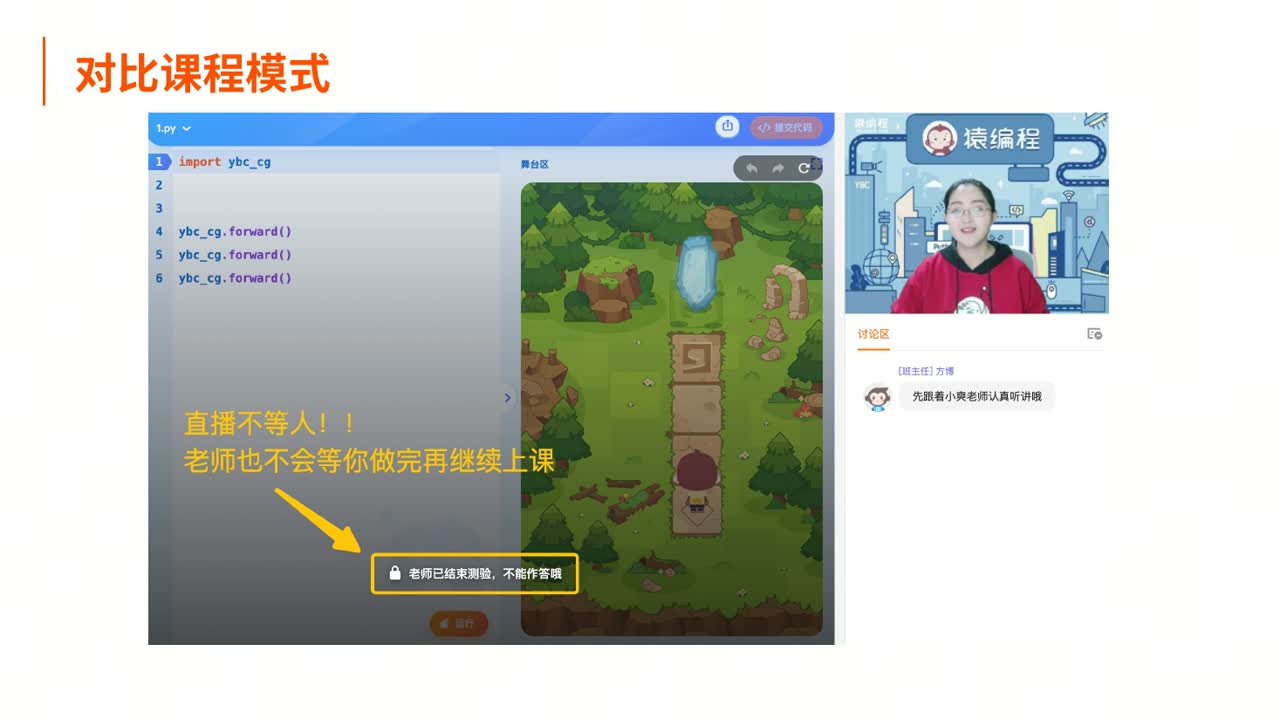 对比课程模式
1.py
提交代码
1 import ybc_cg
2
3
4 ybc_cg.forward()
5 ybc_cg.forward()
6 ybc_cg.forward()
舞台区
直播不等人！！
老师也不会等你做完再继续上课
老师已结束测验，不能作答哦
运行
猿编程
猿编程
YBC
讨论区
[班主任] 方博
先跟着小爽老师认真听讲哦